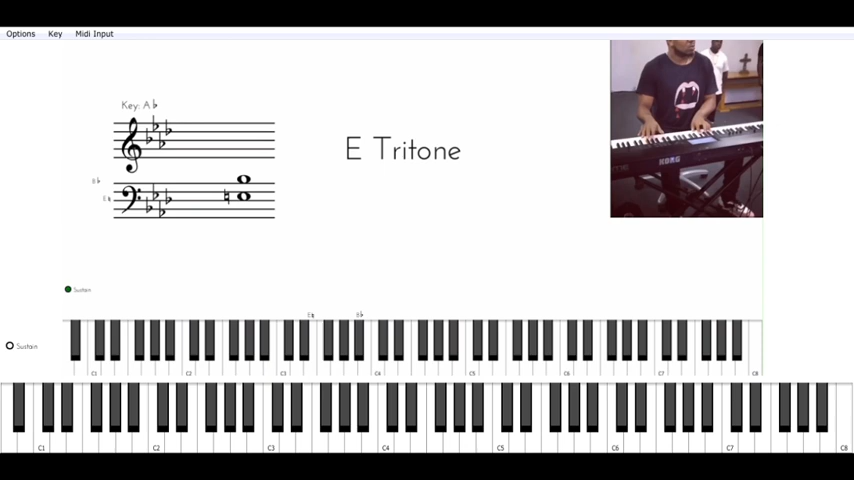 Options Key Midi Input
Key: A♭
E Tritone
B♭
E♮
KORG
Sustain
E♮ B♭
Sustain
C1 C2 C3 C4 C5 C6 C7 C8
C1 C2 C3 C4 C5 C6 C7 C8